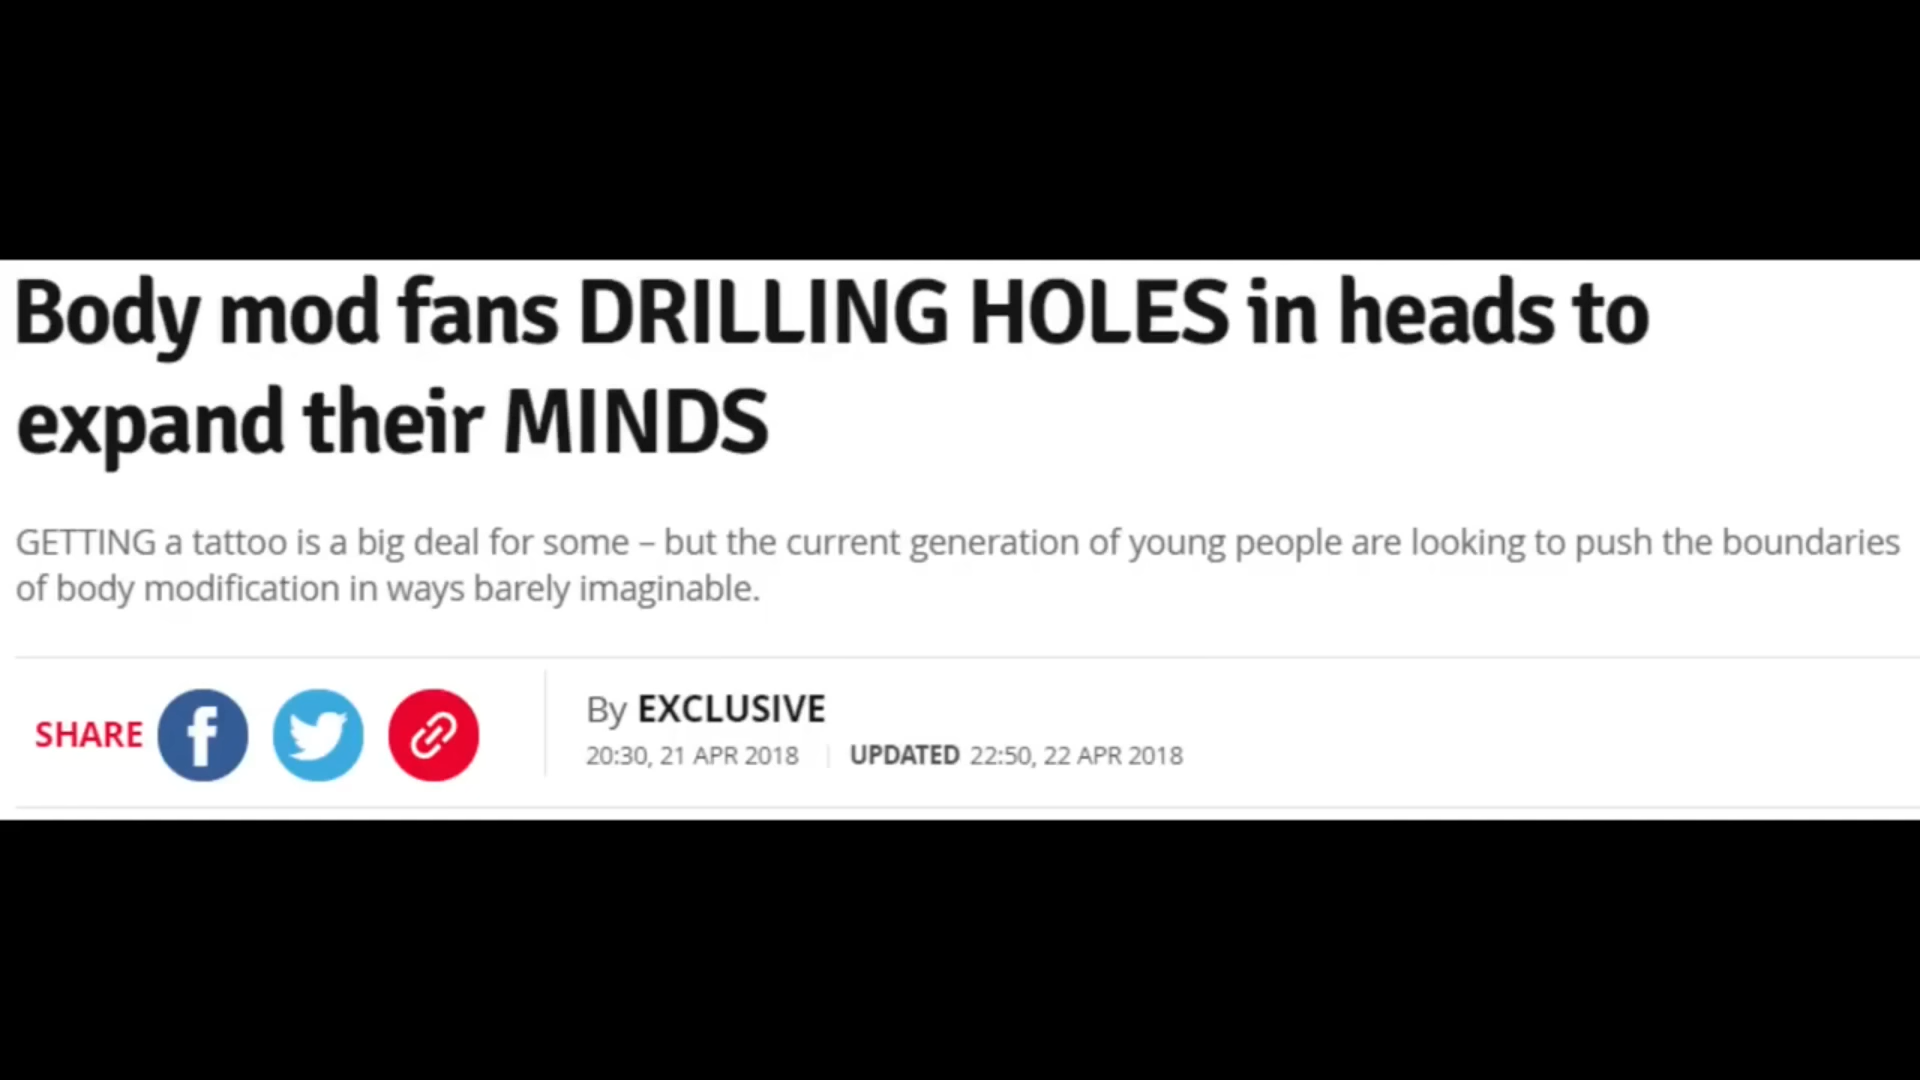 Body mod fans DRILLING HOLES in heads to
expand their MINDS
GETTING a tattoo is a big deal for some – but the current generation of young people are looking to push the boundaries
of body modification in ways barely imaginable.
SHARE
By EXCLUSIVE
20:30, 21 APR 2018 UPDATED 22:50, 22 APR 2018